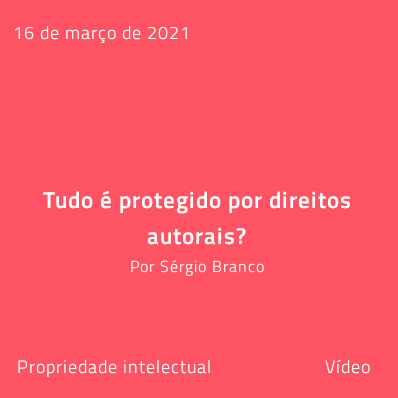 16 de março de 2021
Tudo é protegido por direitos
autorais?
Por Sérgio Branco
Propriedade intelectual
Vídeo